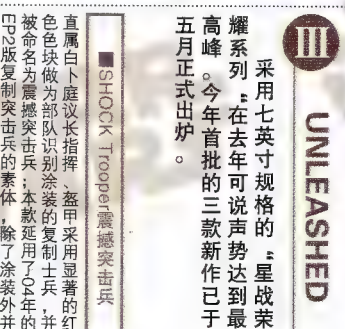 III
UNLEASHED
采用七英寸规格的“星战荣
耀系列”在去年可说声势达到最
高峰。今年首批的三款新作已于
五月正式出炉。
■SHOCK Trooper震撼突击兵
直属白卜庭议长指挥、盔甲采用显著的红
色色块做为部队识别涂装的复制士兵,并
被命名为震撼突击兵;本款延用了04年的
EP2版复制突击兵的素体,除了涂装外并